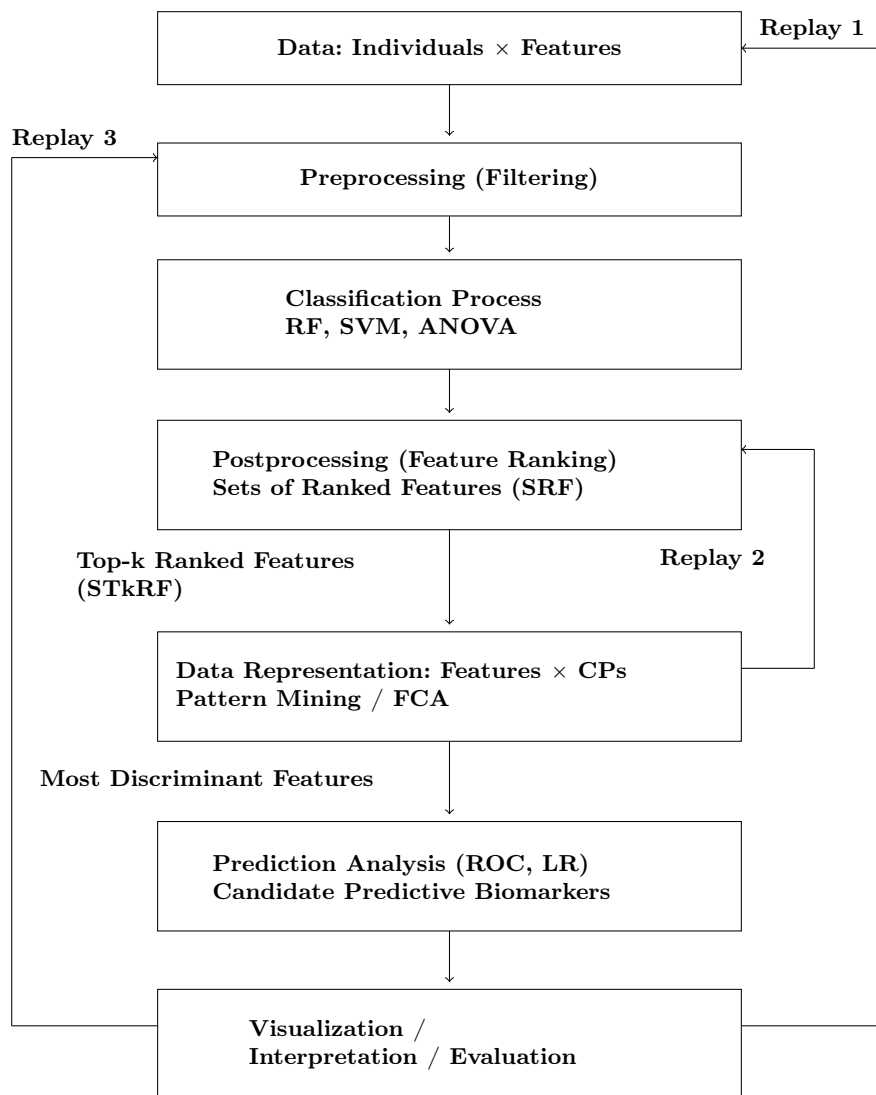 Replay 1
Data: Individuals × Features
Replay 3
Preprocessing (Filtering)
Classification Process
RF, SVM, ANOVA
Postprocessing (Feature Ranking)
Sets of Ranked Features (SRF)
Top-k Ranked Features
(STkRF)
Replay 2
Data Representation: Features × CPs
Pattern Mining / FCA
Most Discriminant Features
Prediction Analysis (ROC, LR)
Candidate Predictive Biomarkers
Visualization /
Interpretation / Evaluation